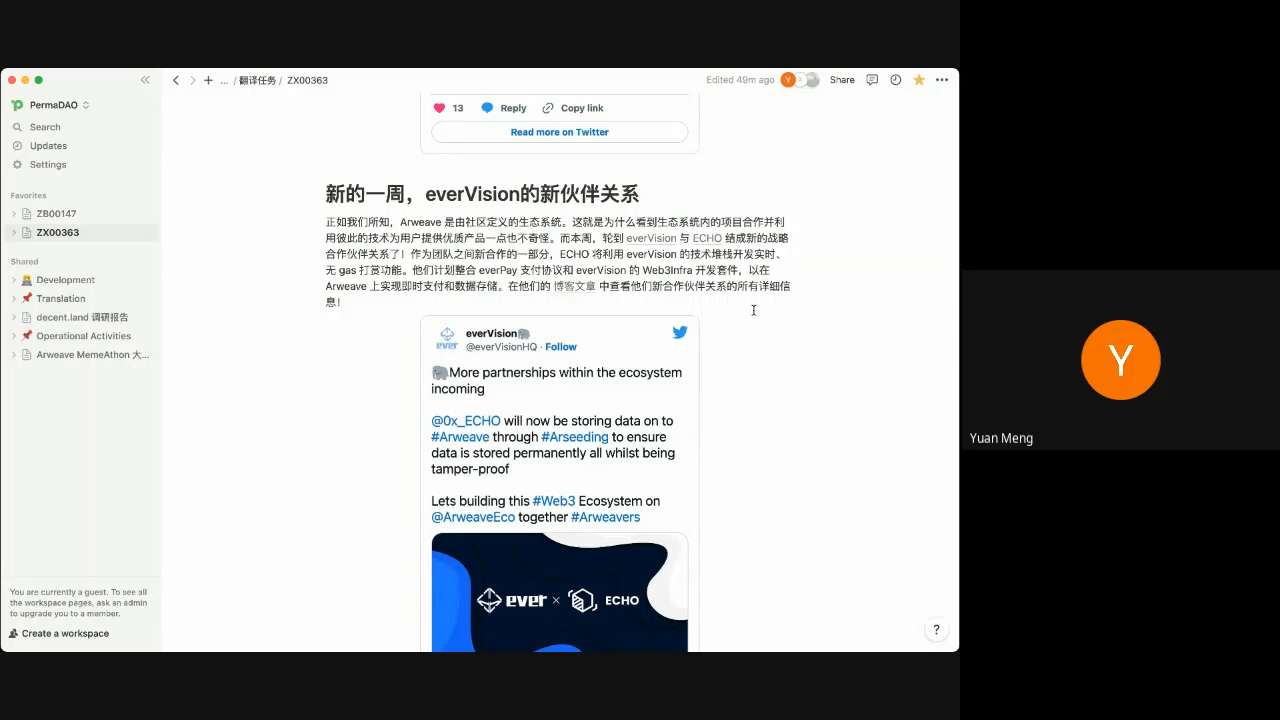 PermaDAO
Search
Updates
Settings
Favorites
ZB00147
ZX00363
Shared
Development
Translation
decent.land 调研报告
Operational Activities
Arweave MemeAthon 大...
You are currently a guest. To see all
the workspace pages, ask an admin
to upgrade you to a member.
Create a workspace
... / 翻译任务 / ZX00363
Edited 49m ago
Y
Share
13
Reply
Copy link
Read more on Twitter
新的一周，everVision的新伙伴关系
正如我们所知，Arweave 是由社区定义的生态系统。这就是为什么看到生态系统内的项目合作并利
用彼此的技术为用户提供优质产品一点也不奇怪。而本周，轮到 everVision 与 ECHO 结成新的战略
合作伙伴关系了！作为团队之间新合作的一部分，ECHO 将利用 everVision 的技术堆栈开发实时、
无 gas 打赏功能。他们计划整合 everPay 支付协议和 everVision 的 Web3Infra 开发套件，以在
Arweave 上实现即时支付和数据存储。在他们的 博客文章 中查看他们新合作伙伴关系的所有详细信
息！
ever
everVision🐘
@everVisionHQ · Follow
🐘More partnerships within the ecosystem
incoming
@0x_ECHO will now be storing data on to
#Arweave through #Arseeding to ensure
data is stored permanently all whilst being
tamper-proof
Lets building this #Web3 Ecosystem on
@ArweaveEco together #Arweavers
ever × ECHO
?
Y
Yuan Meng